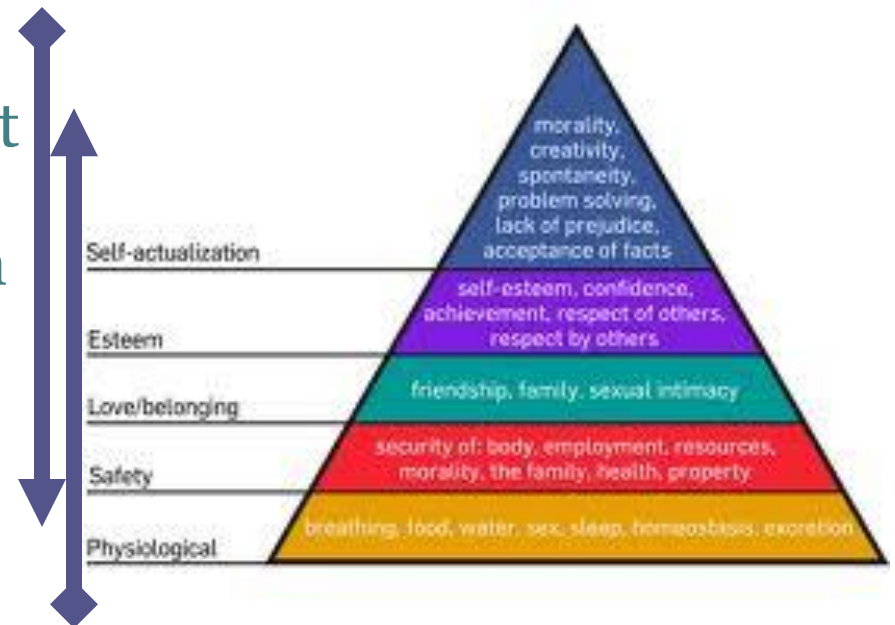 t
n
morality,
creativity,
spontaneity,
problem solving,
lack of prejudice,
acceptance of facts
Self-actualization
self-esteem, confidence,
achievement, respect of others,
respect by others
Esteem
friendship, family, sexual intimacy
Love/belonging
security of: body, employment, resources,
morality, the family, health, property
Safety
breathing, food, water, sex, sleep, homeostasis, excretion
Physiological